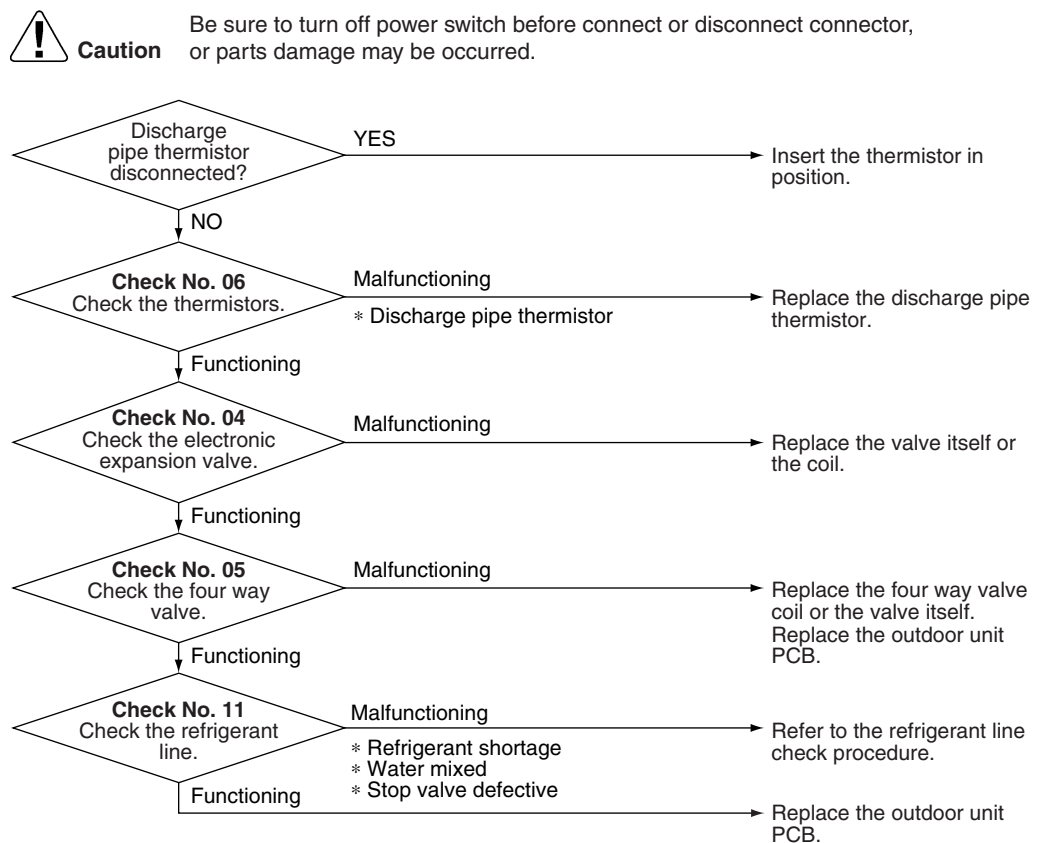 Caution
Be sure to turn off power switch before connect or disconnect connector,
or parts damage may be occurred.
Discharge
pipe thermistor
disconnected?
YES
Insert the thermistor in
position.
NO
Check No. 06
Check the thermistors.
Malfunctioning
* Discharge pipe thermistor
Replace the discharge pipe
thermistor.
Functioning
Check No. 04
Check the electronic
expansion valve.
Malfunctioning
Replace the valve itself or
the coil.
Functioning
Check No. 05
Check the four way
valve.
Malfunctioning
Replace the four way valve
coil or the valve itself.
Replace the outdoor unit
PCB.
Functioning
Check No. 11
Check the refrigerant
line.
Malfunctioning
* Refrigerant shortage
* Water mixed
* Stop valve defective
Refer to the refrigerant line
check procedure.
Functioning
Replace the outdoor unit
PCB.